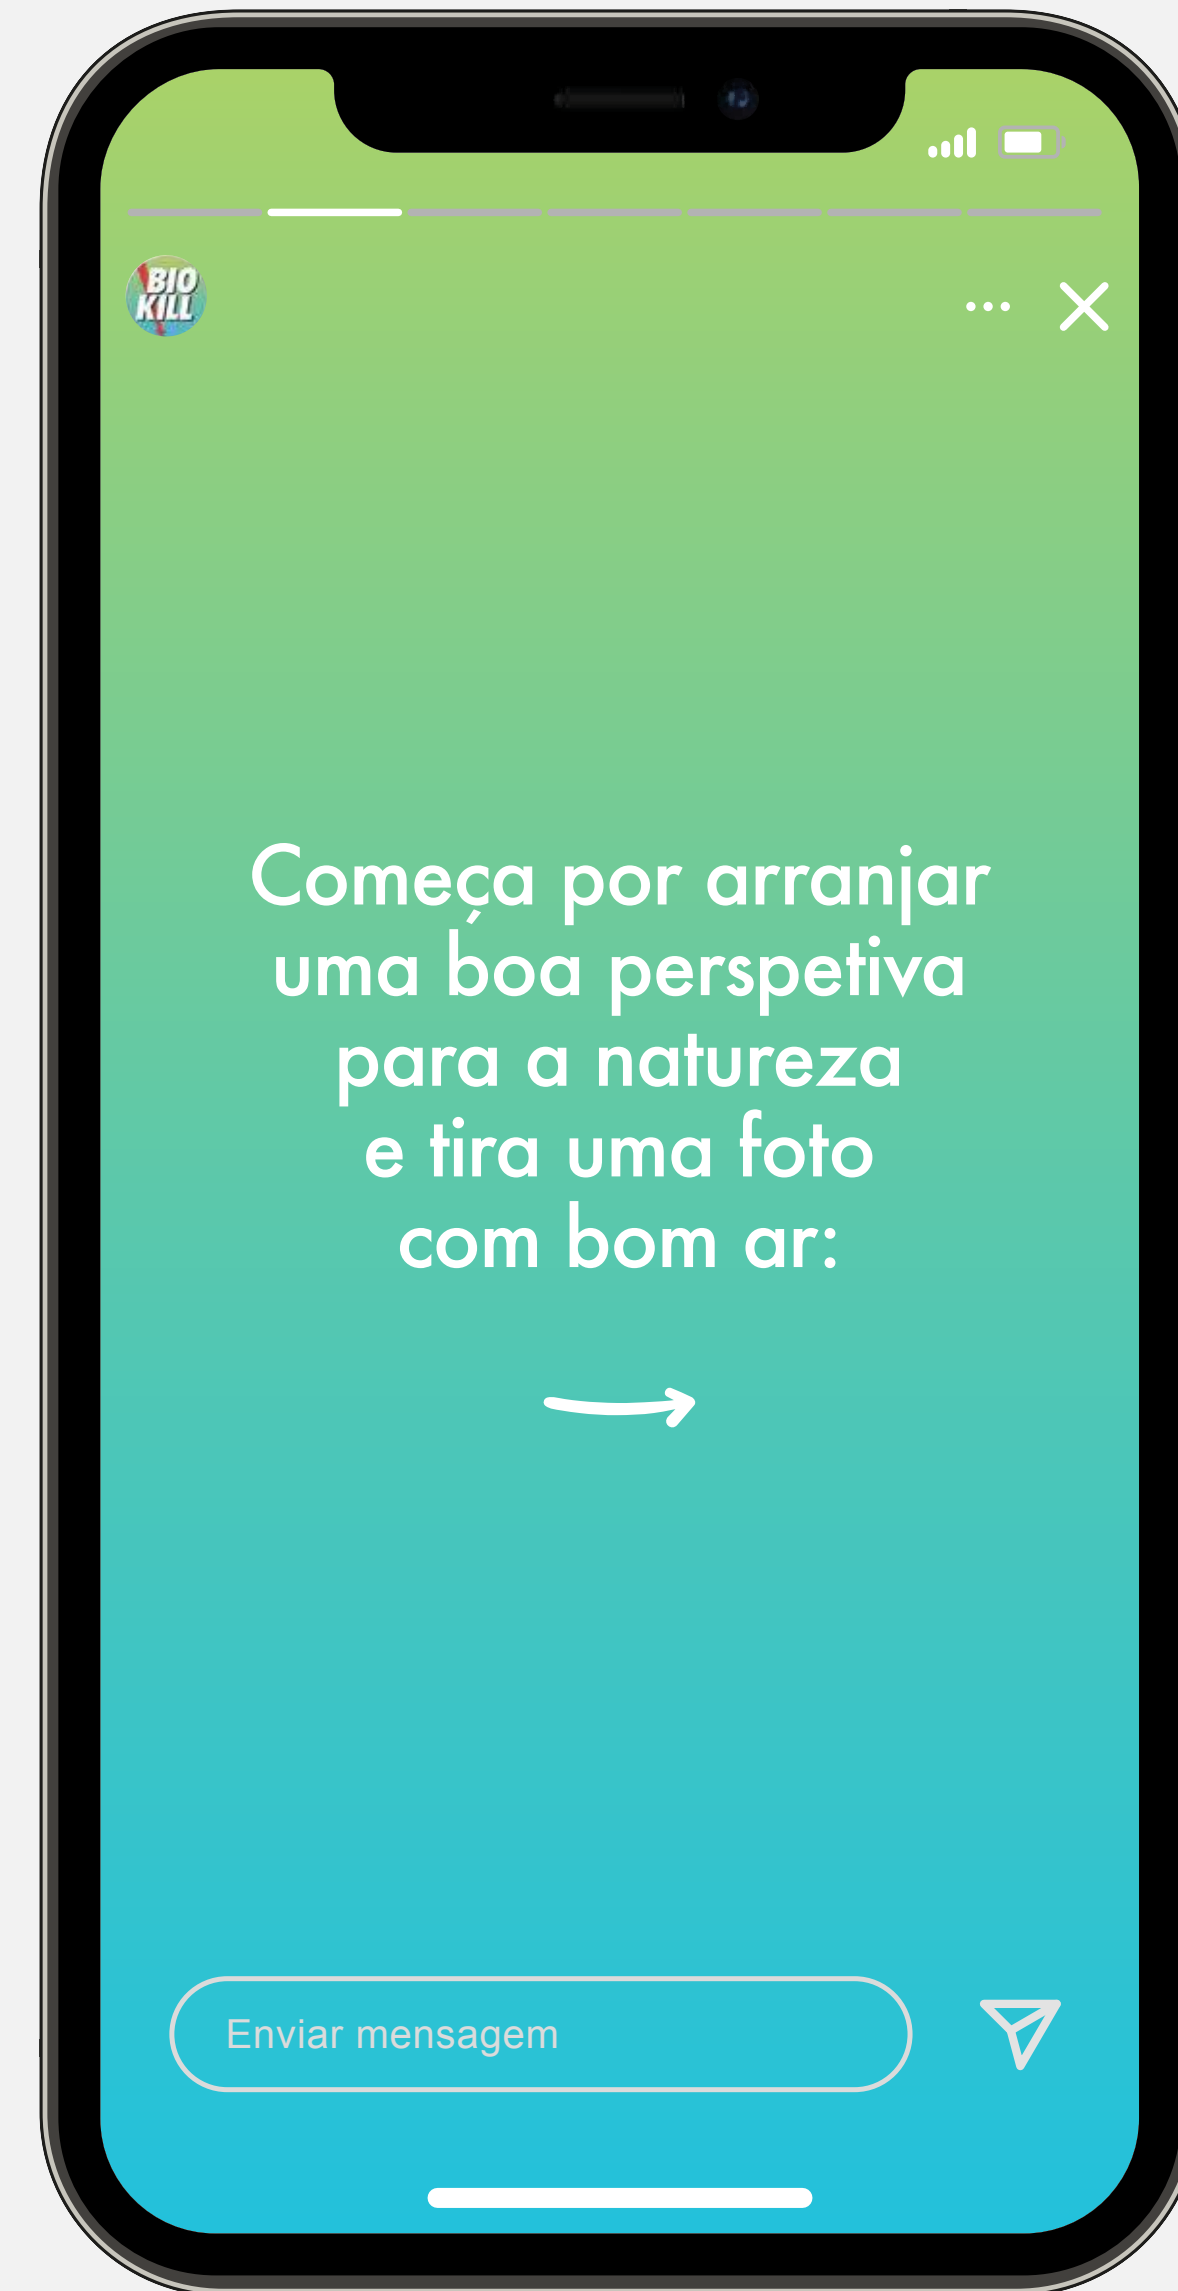 BIO
KILL
Começa por arranjar
uma boa perspetiva
para a natureza
e tira uma foto
com bom ar:
Enviar mensagem